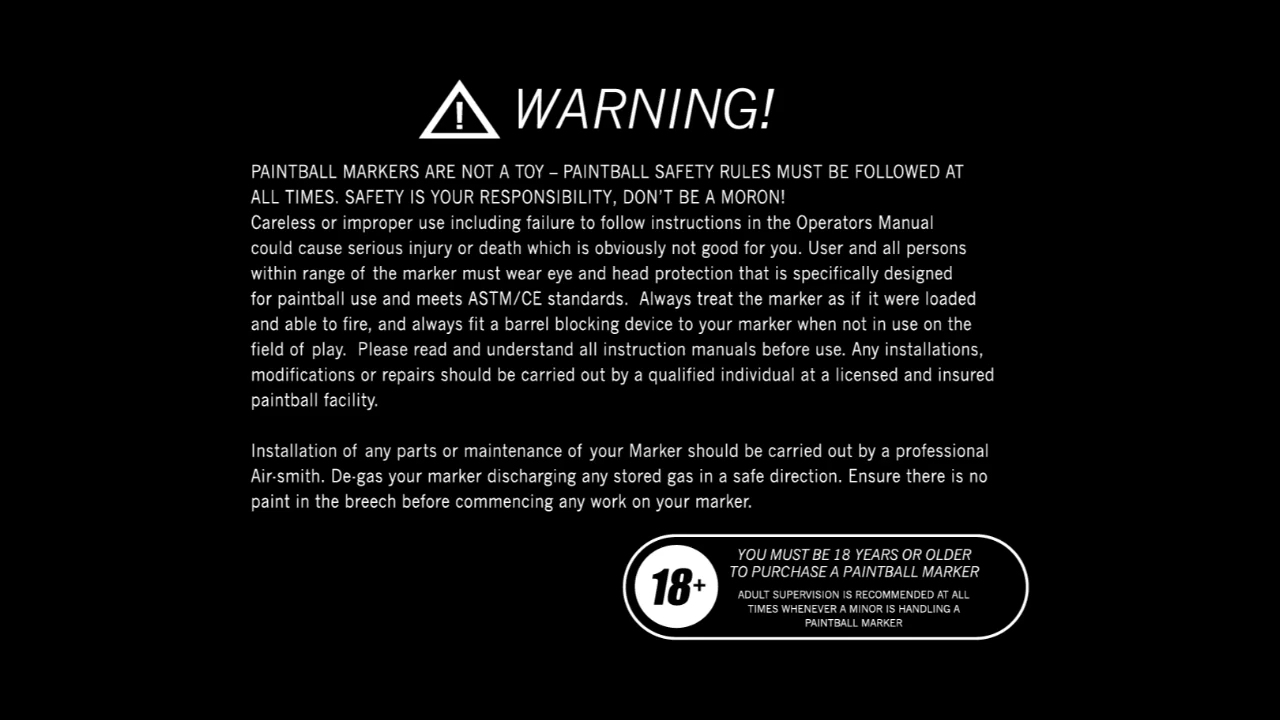 WARNING!
PAINTBALL MARKERS ARE NOT A TOY – PAINTBALL SAFETY RULES MUST BE FOLLOWED AT
ALL TIMES. SAFETY IS YOUR RESPONSIBILITY, DON'T BE A MORON!
Careless or improper use including failure to follow instructions in the Operators Manual
could cause serious injury or death which is obviously not good for you. User and all persons
within range of the marker must wear eye and head protection that is specifically designed
for paintball use and meets ASTM/CE standards. Always treat the marker as if it were loaded
and able to fire, and always fit a barrel blocking device to your marker when not in use on the
field of play. Please read and understand all instruction manuals before use. Any installations,
modifications or repairs should be carried out by a qualified individual at a licensed and insured
paintball facility.
Installation of any parts or maintenance of your Marker should be carried out by a professional
Air-smith. De-gas your marker discharging any stored gas in a safe direction. Ensure there is no
paint in the breech before commencing any work on your marker.
18+
YOU MUST BE 18 YEARS OR OLDER
TO PURCHASE A PAINTBALL MARKER
ADULT SUPERVISION IS RECOMMENDED AT ALL
TIMES WHENEVER A MINOR IS HANDLING A
PAINTBALL MARKER